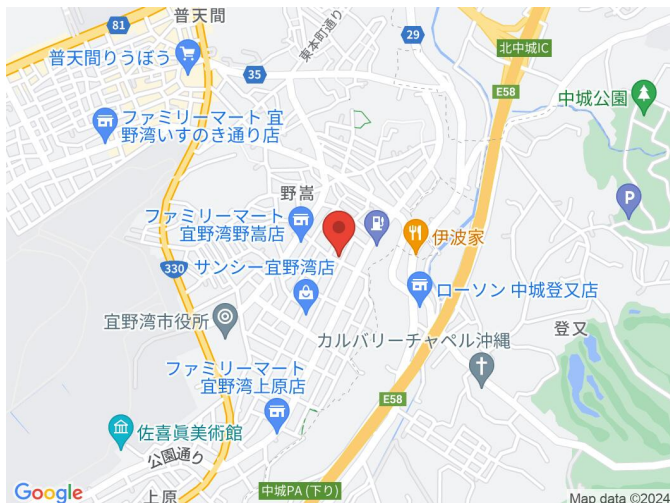 81
普天間
東本町通り
29
北中城IC
普天間りうぼう
35
E58
中城公園
ファミリーマート 宜
野湾いすのき通り店
P
野嵩
ファミリーマート
宜野湾野嵩店
伊波家
サンシー宜野湾店
330
ローソン 中城登又店
宜野湾市役所
登又
カルバリーチャペル沖縄
ファミリーマート
宜野湾上原店
E58
佐喜眞美術館
公園通り
上原
中城PA (下り)
Google
Map data ©2024